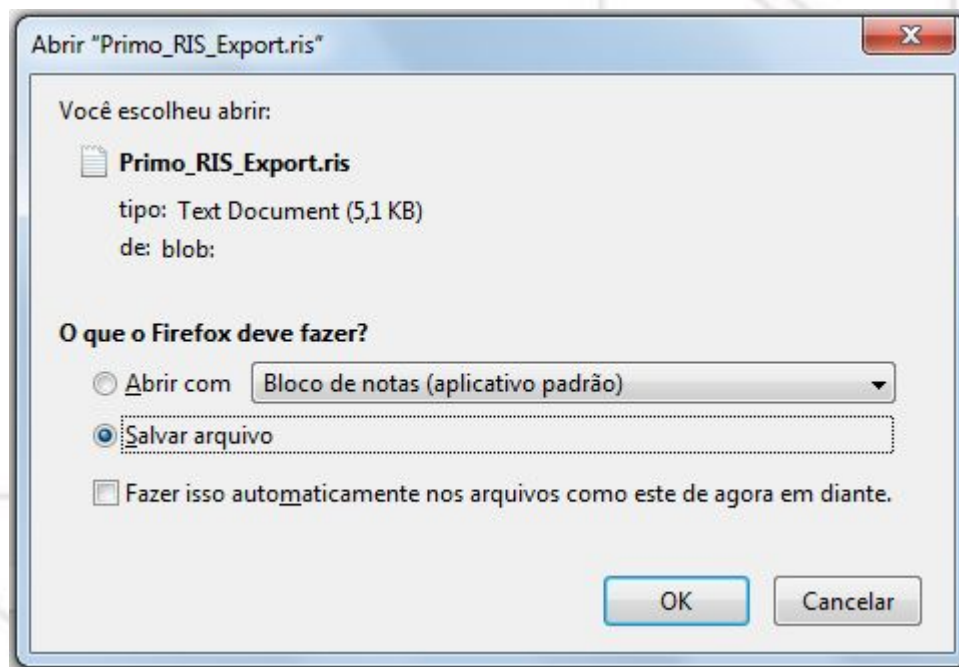 Abrir "Primo_RIS_Export.ris"
Você escolheu abrir:
Primo_RIS_Export.ris
tipo: Text Document (5,1 KB)
de: blob:
O que o Firefox deve fazer?
Abrir com Bloco de notas (aplicativo padrão)
Salvar arquivo
Fazer isso automaticamente nos arquivos como este de agora em diante.
OK Cancelar